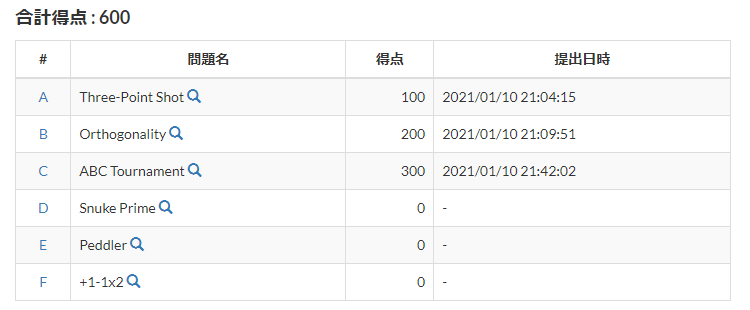 合計得点 : 600
# 問題名 得点 提出日時
A Three-Point Shot 100 2021/01/10 21:04:15
B Orthogonality 200 2021/01/10 21:09:51
C ABC Tournament 300 2021/01/10 21:42:02
D Snuke Prime 0 -
E Peddler 0 -
F +1-1x2 0 -